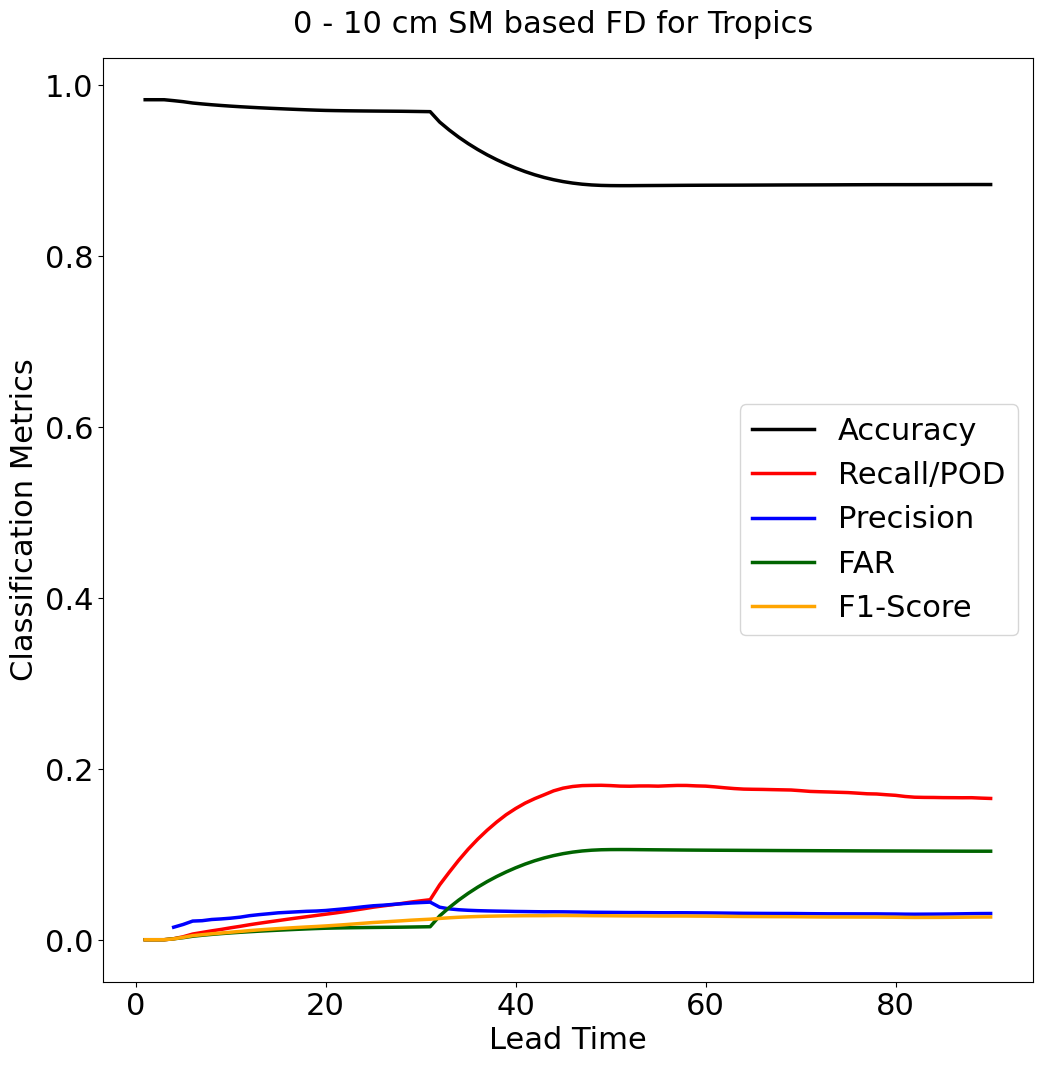 0 - 10 cm SM based FD for Tropics
1.0
0.8
0.6
0.4
0.2
0.0
Classification Metrics
Accuracy
Recall/POD
Precision
FAR
F1-Score
0 20 40 60 80
Lead Time